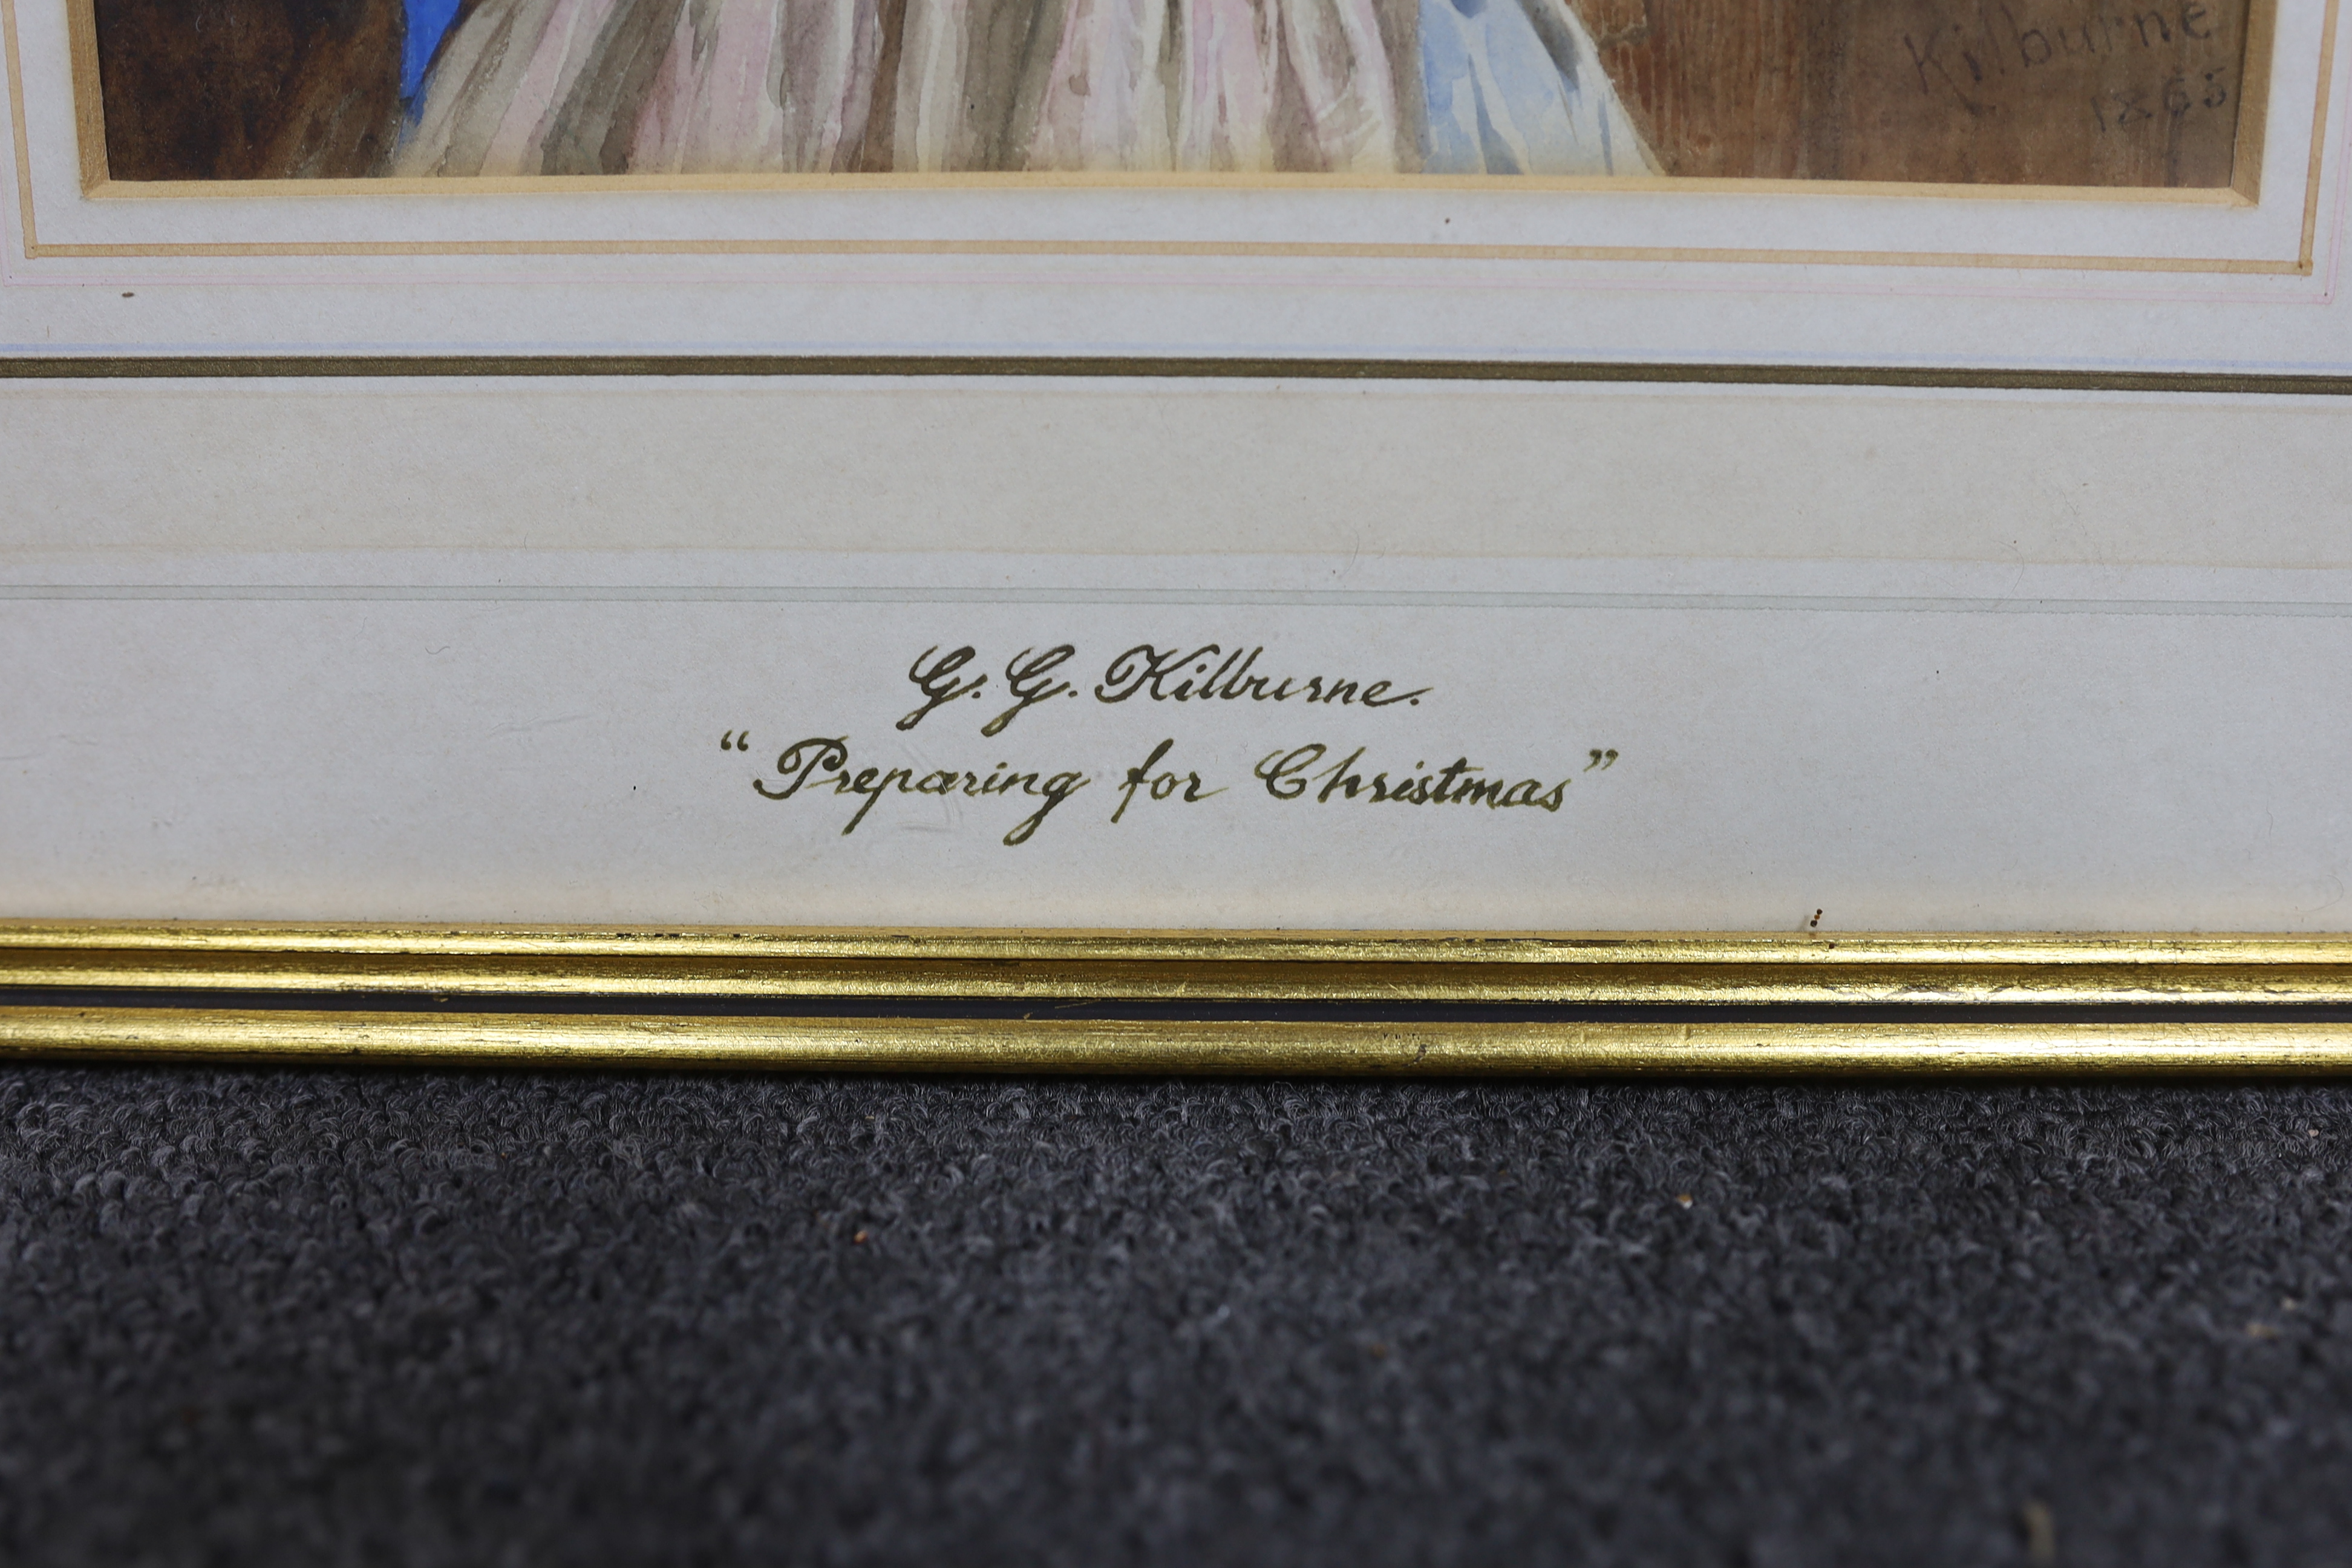 Kilburne
1865
G. G. Kilburne.
“Preparing for Christmas”